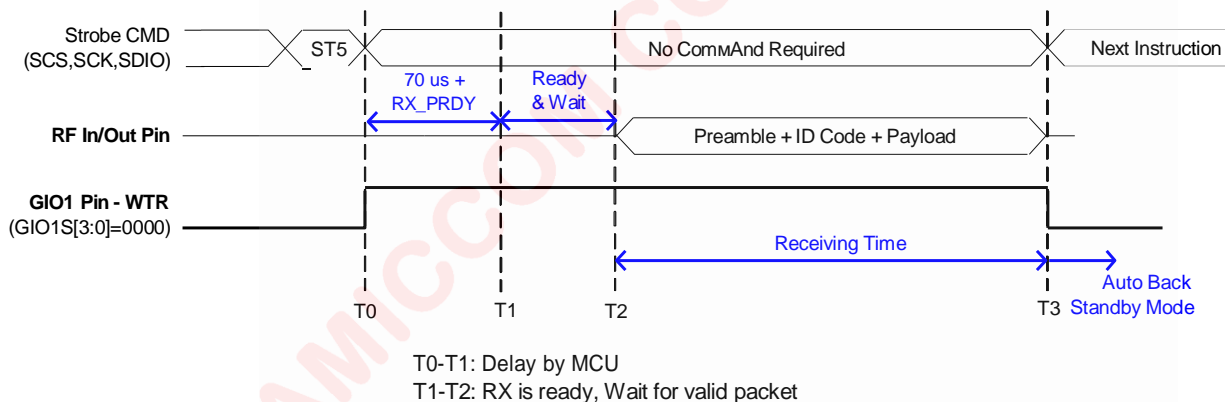 Strobe CMD
(SCS,SCK,SDIO)
ST5
No CommAnd Required
Next Instruction
70 us +
RX_PRDY
Ready
& Wait
RF In/Out Pin
Preamble + ID Code + Payload
GIO1 Pin - WTR
(GIO1S[3:0]=0000)
Receiving Time
Auto Back
Standby Mode
T0
T1
T2
T3
T0-T1: Delay by MCU
T1-T2: RX is ready, Wait for valid packet
AMICCOM CO